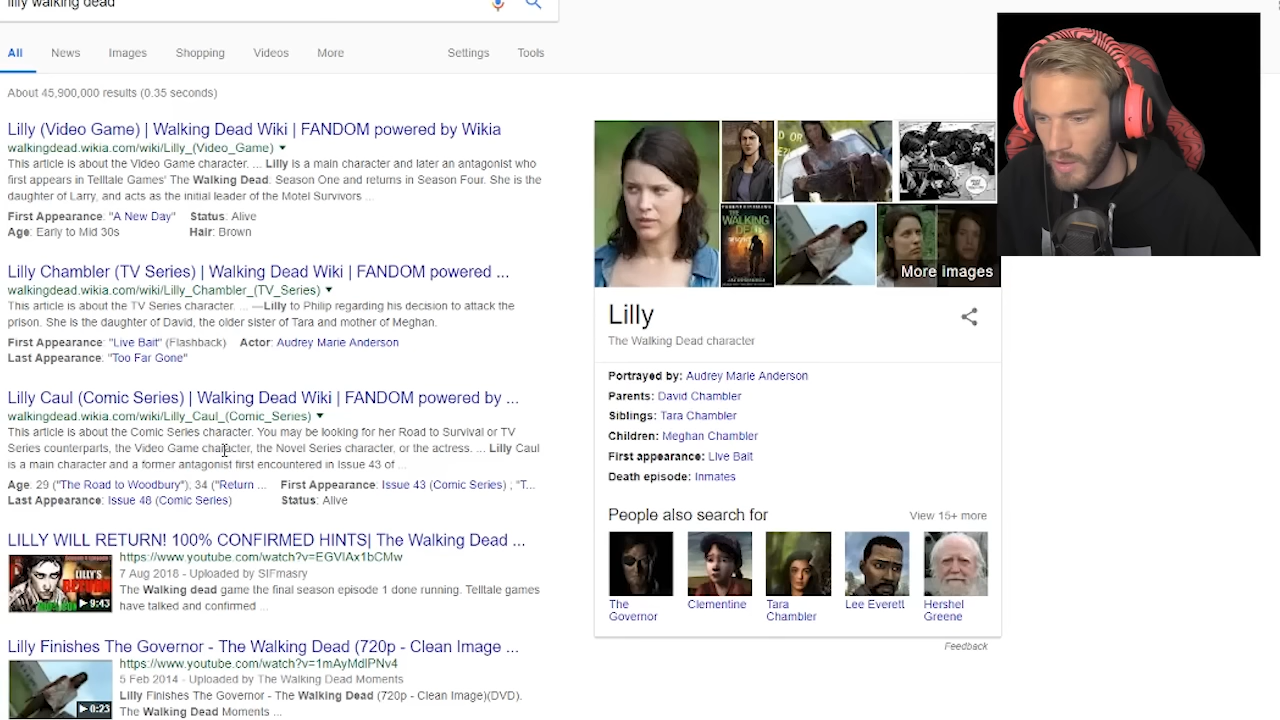 lilly walking dead
All News Images Shopping Videos More Settings Tools
About 45,900,000 results (0.35 seconds)
Lilly (Video Game) | Walking Dead Wiki | FANDOM powered by Wikia
walkingdead.wikia.com/wiki/Lilly_(Video_Game)
This article is about the Video Game character. ... Lilly is a main character and later an antagonist who
first appears in Telltale Games' The Walking Dead. Season One and returns in Season Four. She is the
daughter of Larry, and acts as the initial leader of the Motel Survivors ...
First Appearance: "A New Day" Status: Alive
Age: Early to Mid 30s Hair: Brown
Lilly Chambler (TV Series) | Walking Dead Wiki | FANDOM powered ...
walkingdead.wikia.com/wiki/Lilly_Chambler_(TV_Series)
This article is about the TV Series character. ... —Lilly to Philip regarding his decision to attack the
prison. She is the daughter of David, the older sister of Tara and mother of Meghan.
First Appearance: "Live Bait" (Flashback) Actor: Audrey Marie Anderson
Last Appearance: "Too Far Gone"
Lilly Caul (Comic Series) | Walking Dead Wiki | FANDOM powered by ...
walkingdead.wikia.com/wiki/Lilly_Caul_(Comic_Series)
This article is about the Comic Series character. You may be looking for her Road to Survival or TV
Series counterparts, the Video Game character, the Novel Series character, or the actress. ... Lilly Caul
is a main character and a former antagonist first encountered in Issue 43 of ...
Age: 29 ("The Road to Woodbury"), 34 ("Return ... First Appearance: Issue 43 (Comic Series) ; "T...
Last Appearance: Issue 48 (Comic Series) Status: Alive
LILLY WILL RETURN! 100% CONFIRMED HINTS| The Walking Dead ...
https://www.youtube.com/watch?v=EGVIAx1bCMw
7 Aug 2018 - Uploaded by SIFmasry
The Walking dead game the final season episode 1 done running. Telltale games
have talked and confirmed ...
LILLY'S
9:43
Lilly Finishes The Governor - The Walking Dead (720p - Clean Image ...
https://www.youtube.com/watch?v=1mAyMdlPNv4
5 Feb 2014 - Uploaded by The Walking Dead Moments
Lilly Finishes The Governor - The Walking Dead (720p - Clean Image)(DVD).
The Walking Dead Moments ...
0:23
THE
WALKING
DEAD
More images
Lilly
The Walking Dead character
Portrayed by: Audrey Marie Anderson
Parents: David Chambler
Siblings: Tara Chambler
Children: Meghan Chambler
First appearance: Live Bait
Death episode: Inmates
People also search for View 15+ more
The Governor
Clementine
Tara Chambler
Lee Everett
Hershel Greene
Feedback